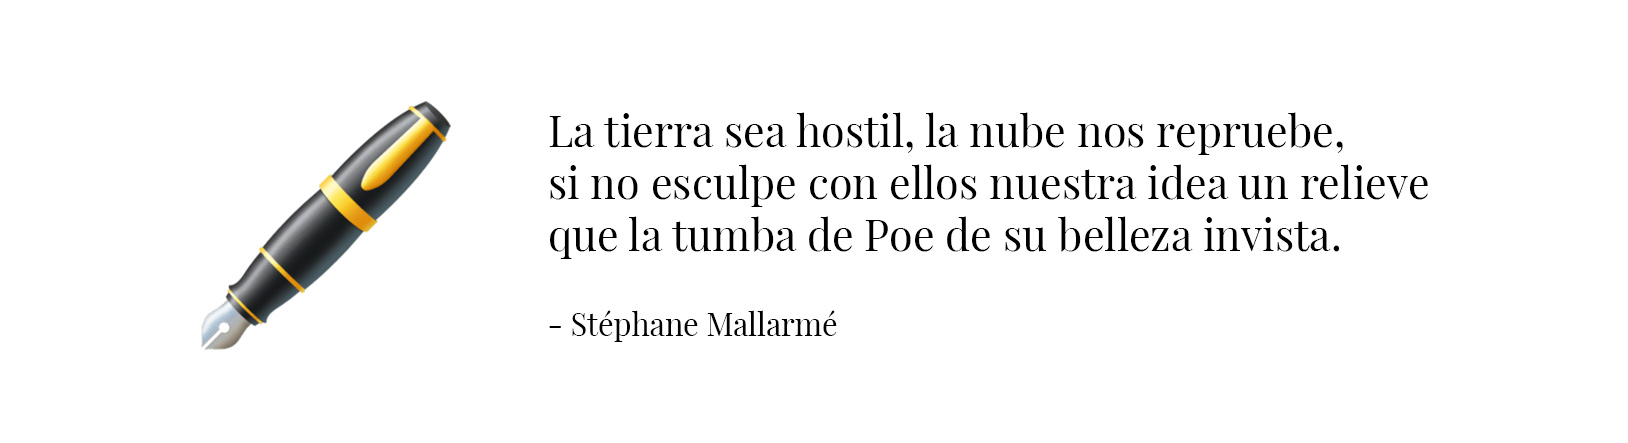 La tierra sea hostil, la nube nos repruebe,
si no esculpe con ellos nuestra idea un relieve
que la tumba de Poe de su belleza invista.
- Stéphane Mallarmé